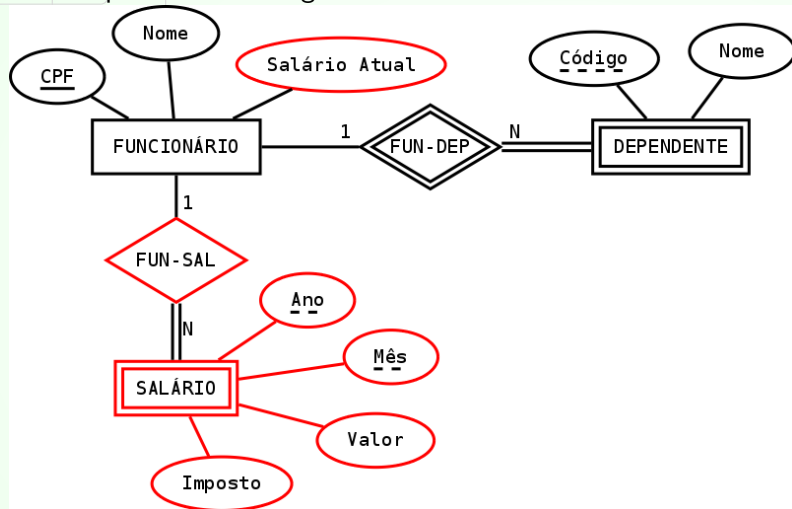 Nome
CPF
Salário Atual
Código
Nome
FUNCIONÁRIO
1
FUN-DEP
N
DEPENDENTE
1
FUN-SAL
N
Ano
Mês
SALÁRIO
Valor
Imposto